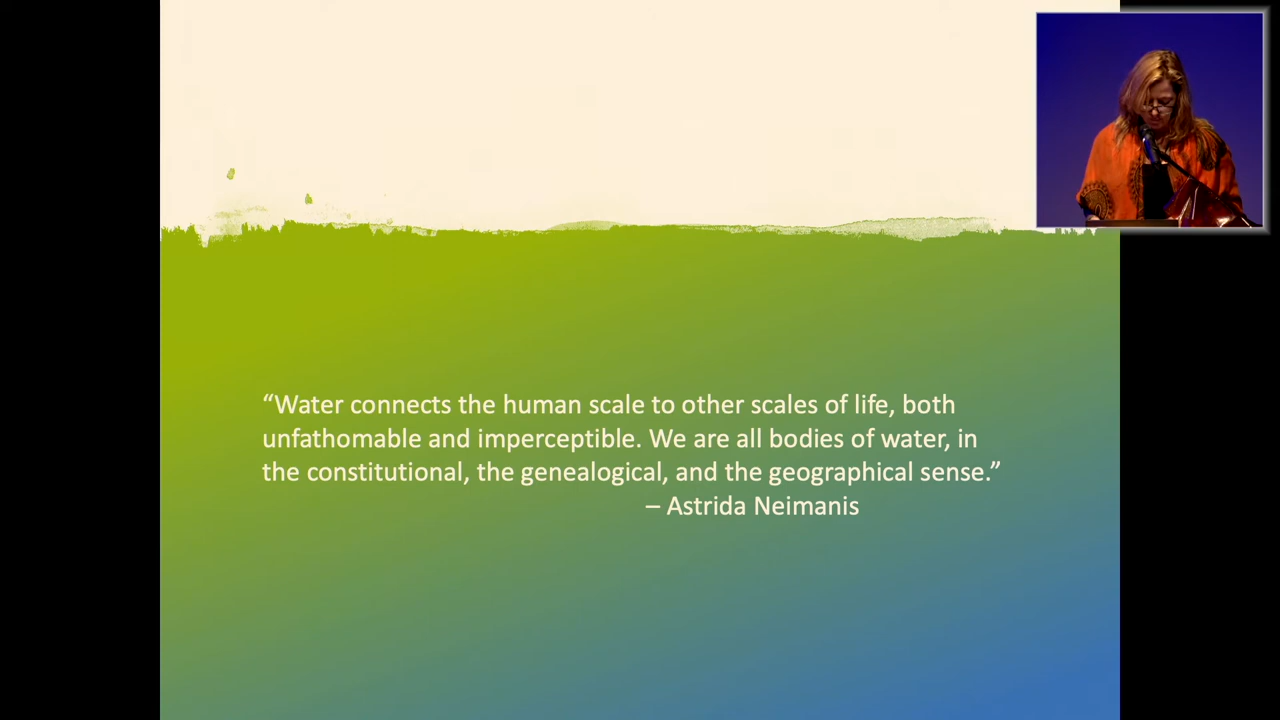 “Water connects the human scale to other scales of life, both
unfathomable and imperceptible. We are all bodies of water, in
the constitutional, the genealogical, and the geographical sense.”
– Astrida Neimanis